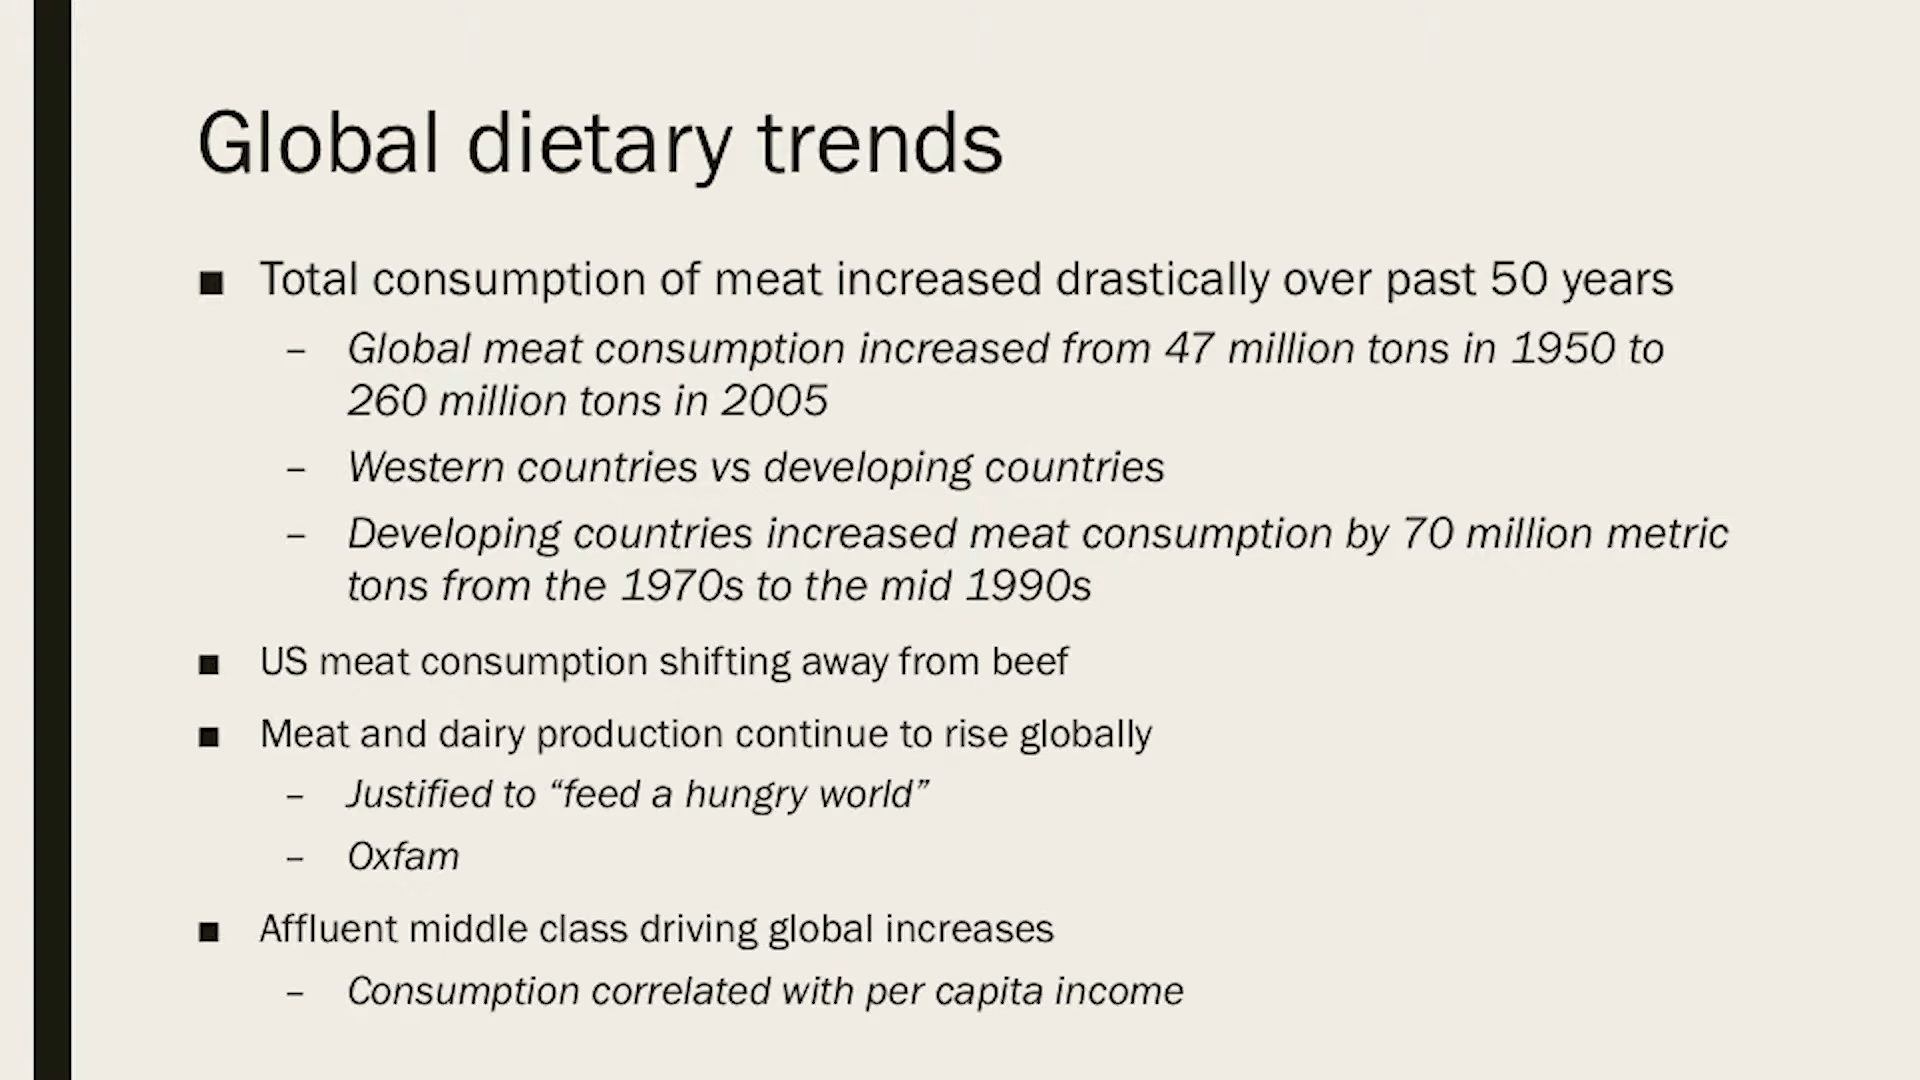 Global dietary trends
■ Total consumption of meat increased drastically over past 50 years
– Global meat consumption increased from 47 million tons in 1950 to
260 million tons in 2005
– Western countries vs developing countries
– Developing countries increased meat consumption by 70 million metric
tons from the 1970s to the mid 1990s
■ US meat consumption shifting away from beef
■ Meat and dairy production continue to rise globally
– Justified to “feed a hungry world”
– Oxfam
■ Affluent middle class driving global increases
– Consumption correlated with per capita income